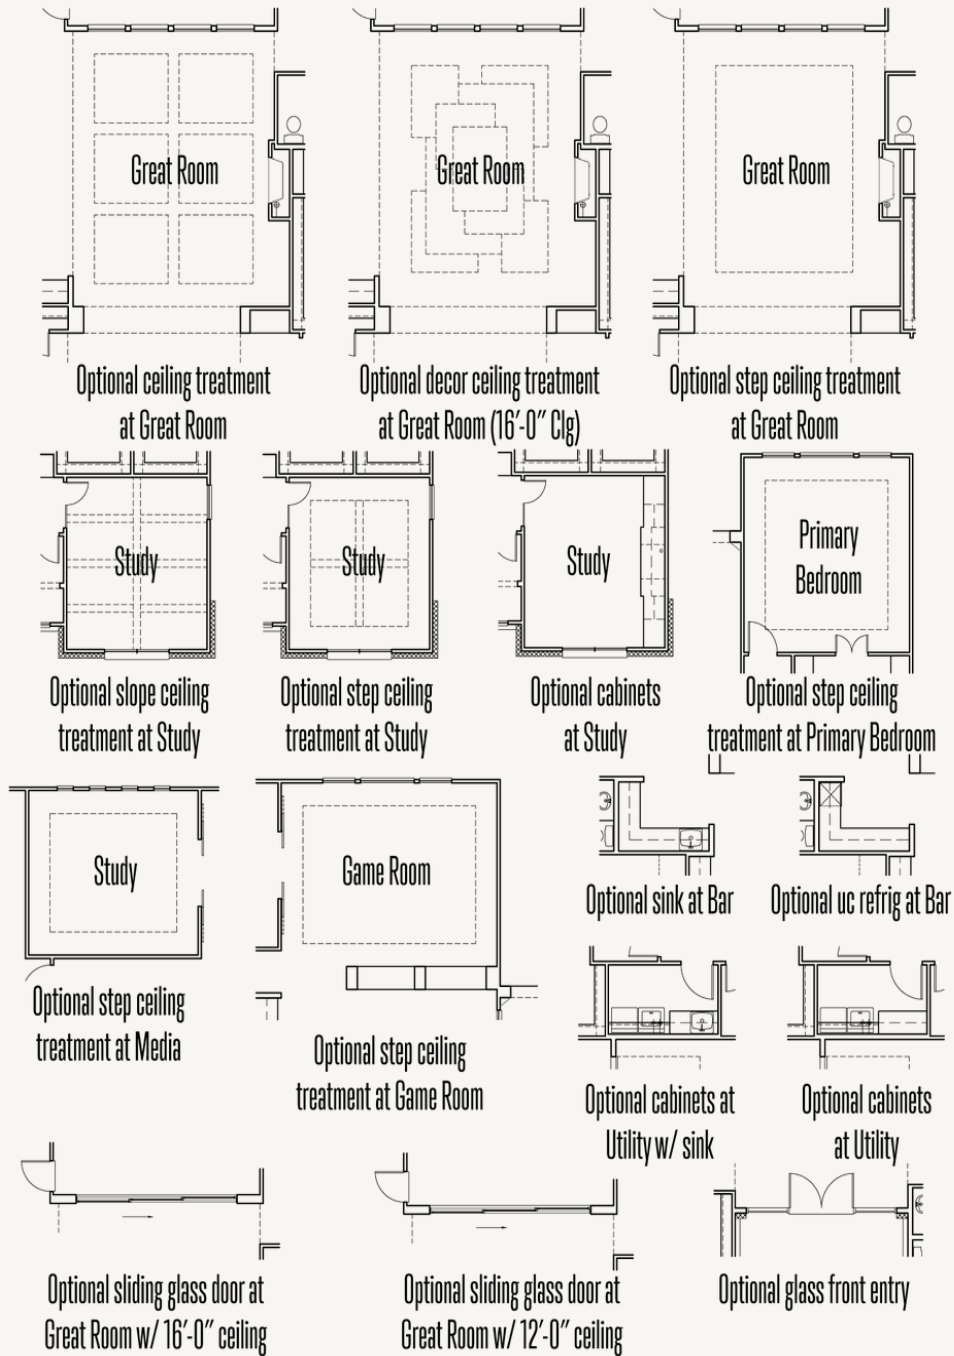 Great Room
Optional ceiling treatment
at Great Room
Great Room
Optional decor ceiling treatment
at Great Room (16'-0" Clg)
Great Room
Optional step ceiling treatment
at Great Room
Study
Optional slope ceiling
treatment at Study
Study
Optional step ceiling
treatment at Study
Study
Optional cabinets
at Study
Primary
Bedroom
Optional step ceiling
treatment at Primary Bedroom
Study
Optional step ceiling
treatment at Media
Game Room
Optional step ceiling
treatment at Game Room
Optional sink at Bar
Optional uc refrig at Bar
Optional cabinets at
Utility w/ sink
Optional cabinets
at Utility
Optional sliding glass door at
Great Room w/ 16'-0" ceiling
Optional sliding glass door at
Great Room w/ 12'-0" ceiling
Optional glass front entry